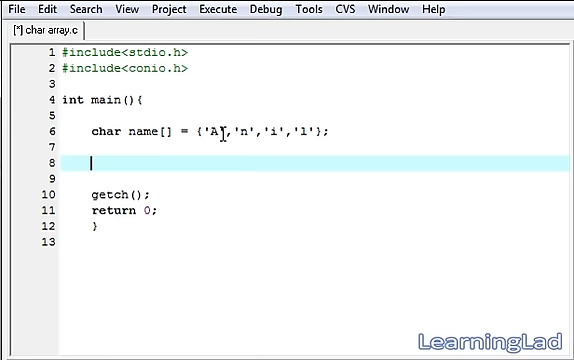 File Edit Search View Project Execute Debug Tools CVS Window Help
[*] char array.c
1 #include<stdio.h>
2 #include<conio.h>
3
4 int main(){
5
6 char name[] = {'A','n','i','l'};
7
8
9
10 getch();
11 return 0;
12 }
13
LearningLad